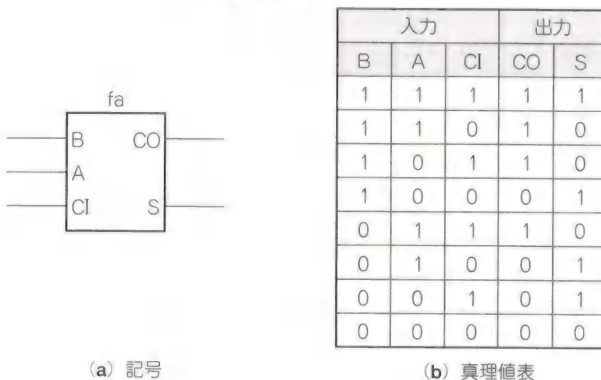 fa
B CO
A
CI S
(a) 記号
入力 出力
B A CI CO S
1 1 1 1 1
1 1 0 1 0
1 0 1 1 0
1 0 0 0 1
0 1 1 1 0
0 1 0 0 1
0 0 1 0 1
0 0 0 0 0
(b) 真理値表